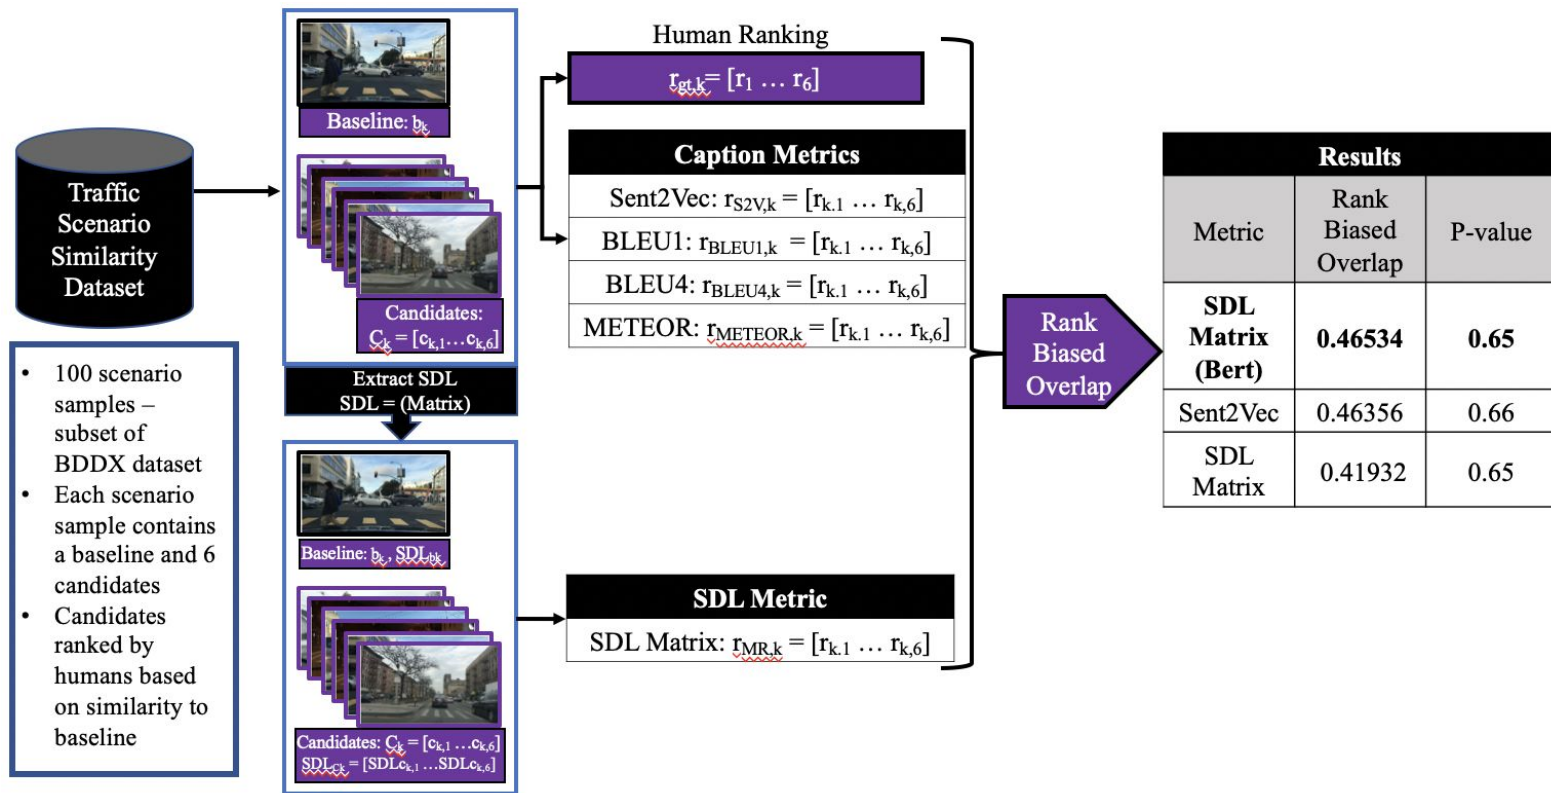 Traffic
Scenario
Similarity
Dataset
• 100 scenario
samples –
subset of
BDDX dataset
• Each scenario
sample contains
a baseline and 6
candidates
• Candidates
ranked by
humans based
on similarity to
baseline
Baseline: bk
Candidates:
Ck = [ck,1…ck,6]
Extract SDL
SDL = (Matrix)
Baseline: bk, SDLbk
Candidates: Ck = [ck,1 …ck,6]
SDLCk = [SDLck,1 …SDLck,6]
Human Ranking
rgt,k= [r1 … r6]
Caption Metrics
Sent2Vec: rS2V,k = [rk.1 … rk,6]
BLEU1: rBLEU1,k = [rk.1 … rk,6]
BLEU4: rBLEU4,k = [rk.1 … rk,6]
METEOR: rMETEOR,k = [rk.1 … rk,6]
SDL Metric
SDL Matrix: rMR,k = [rk.1 … rk,6]
Rank
Biased
Overlap
Results
Metric
Rank
Biased
Overlap
P-value
SDL
Matrix
(Bert)
0.46534
0.65
Sent2Vec
0.46356
0.66
SDL
Matrix
0.41932
0.65